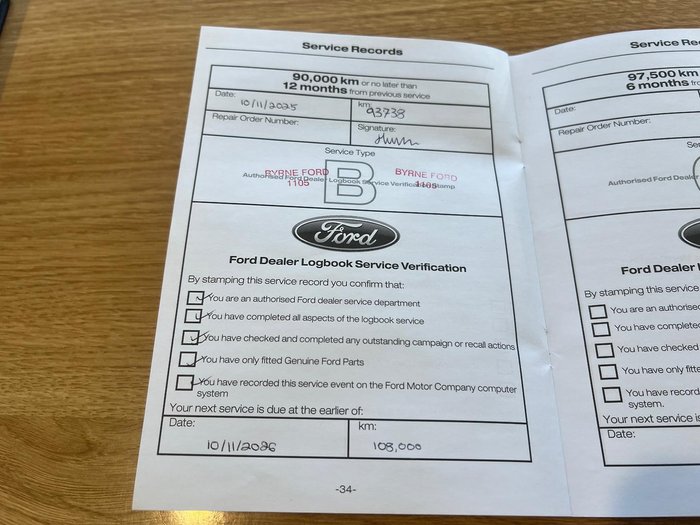 Service Records
90,000 km or no later than
12 months from previous service
Date: 10/11/2025
km: 93738
Repair Order Number:
Signature:
Service Type
B
BYRNE FORD
1105
BYRNE FORD
1105
Authorised Ford Dealer Logbook Service Verification Stamp
Ford
Ford Dealer Logbook Service Verification
By stamping this service record you confirm that:
You are an authorised Ford dealer service department
You have completed all aspects of the logbook service
You have checked and completed any outstanding campaign or recall actions
You have only fitted Genuine Ford Parts
You have recorded this service event on the Ford Motor Company computer
system
Your next service is due at the earlier of:
Date: 10/11/2026
km: 108,000
-34-
Service Re
97,500 km
6 months
Date:
Repair Order Number:
Ser
Authorised Ford Dealer
Ford Dealer
By stamping this service
You are an authorise
You have complete
You have checked
You have only fitte
You have record
system.
Your next service is
Date: